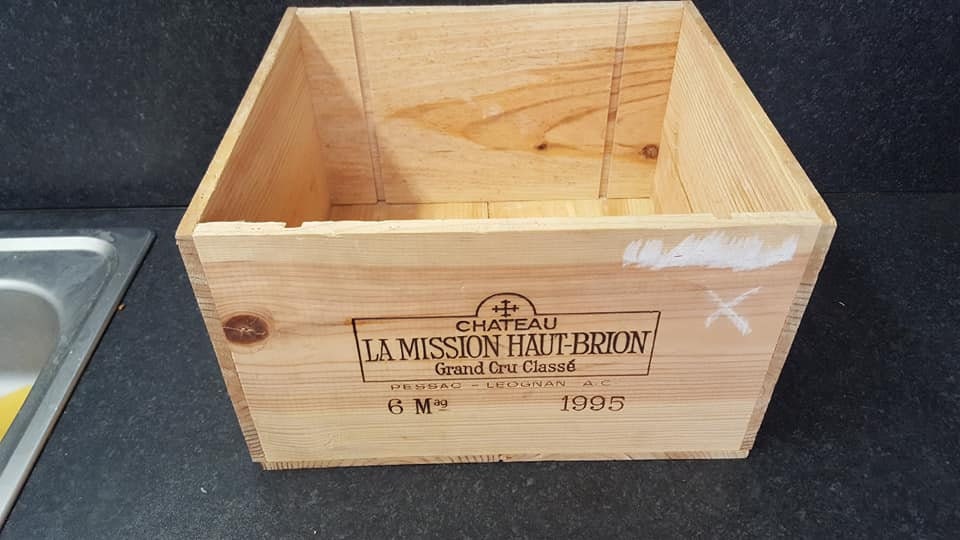 CHATEAU
LA MISSION HAUT-BRION
Grand Cru Classé
PESSAC - LEOGNAN A.C
6 Mag 1995